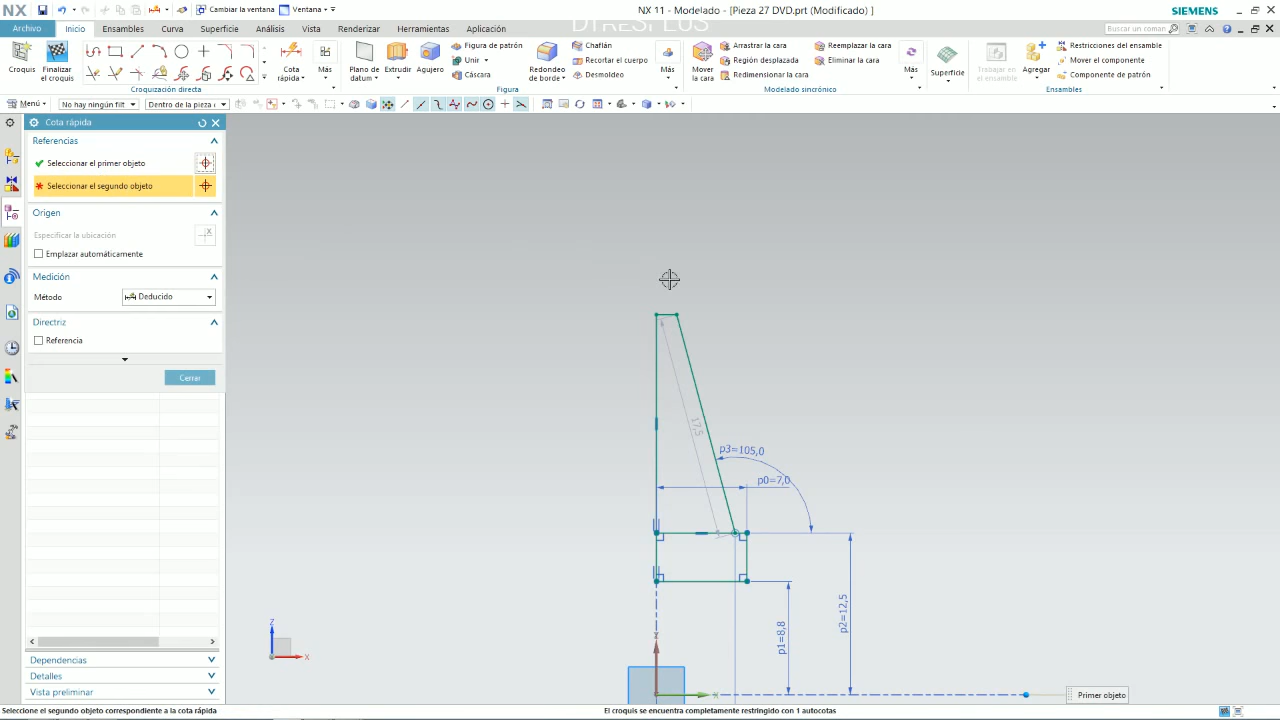 NX
Cambiar la ventana
Ventana
NX 11 - Modelado - [Pieza 27 DVD.prt (Modificado) ]
SIEMENS
Archivo
Inicio
Ensambles
Curva
Superficie
Análisis
Vista
Renderizar
Herramientas
Aplicación
DTRESPLUS
Croquis
Finalizar
el croquis
Cota
rápida
Más
Croquización directa
Plano de
datum
Extrudir
Agujero
Figura de patrón
Unir
Cáscara
Redondeo
de borde
Chaflán
Recortar el cuerpo
Desmoldeo
Más
Figura
Mover
la cara
Arrastrar la cara
Región desplazada
Redimensionar la cara
Reemplazar la cara
Eliminar la cara
Más
Modelado sincrónico
Superficie
Trabajar en
el ensamble
Agregar
Restricciones del ensamble
Mover el componente
Componente de patrón
Ensambles
Menú
No hay ningún filt
Dentro de la pieza
Cota rápida
Referencias
Seleccionar el primer objeto
Seleccionar el segundo objeto
Origen
Especificar la ubicación
Emplazar automáticamente
Medición
Método
Deducido
Directriz
Referencia
Cerrar
Dependencias
Detalles
Vista preliminar
17,5
p3=105,0
p0=7,0
p1=8,8
p2=12,5
Z
X
Primer objeto
Seleccione el segundo objeto correspondiente a la cota rápida
El croquis se encuentra completamente restringido con 1 autocotas